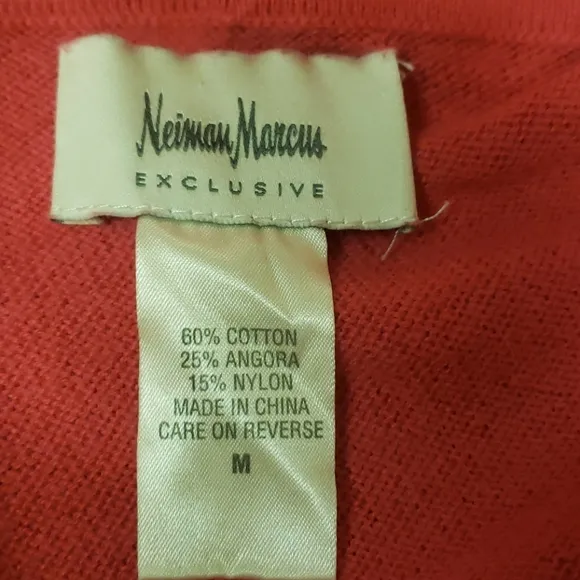 Neiman Marcus
EXCLUSIVE
60% COTTON
25% ANGORA
15% NYLON
MADE IN CHINA
CARE ON REVERSE
M